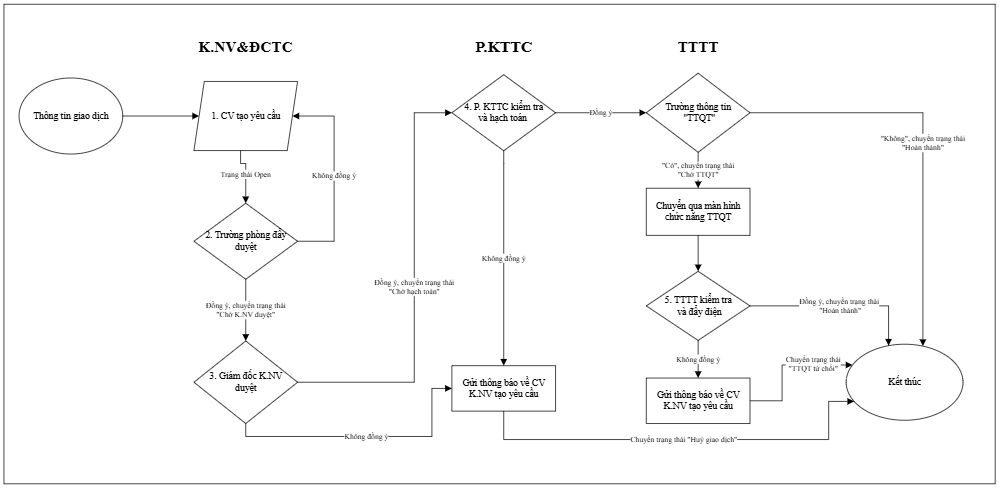 K.NV&ĐCTC
P.KTTC
TTTT
Thông tin giao dịch
1. CV tạo yêu cầu
4. P. KTTC kiểm tra
và hạch toán
Đồng ý
Trường thông tin
"TTQT"
"Không", chuyển trạng thái
"Hoàn thành"
Trạng thái Open
Không đồng ý
"Có", chuyển trạng thái
"Chờ TTQT"
Chuyển qua màn hình
chức năng TTQT
2. Trưởng phòng đẩy
duyệt
Không đồng ý
Đồng ý, chuyển trạng thái
"Chờ hạch toán"
Đồng ý, chuyển trạng thái
"Chờ K.NV duyệt"
5. TTTT kiểm tra
và đẩy điện
Đồng ý, chuyển trạng thái
"Hoàn thành"
Không đồng ý
3. Giám đốc K.NV
duyệt
Gửi thông báo về CV
K.NV tạo yêu cầu
Gửi thông báo về CV
K.NV tạo yêu cầu
Chuyển trạng thái
"TTQT từ chối"
Kết thúc
Không đồng ý
Chuyển trạng thái "Huỷ giao dịch"